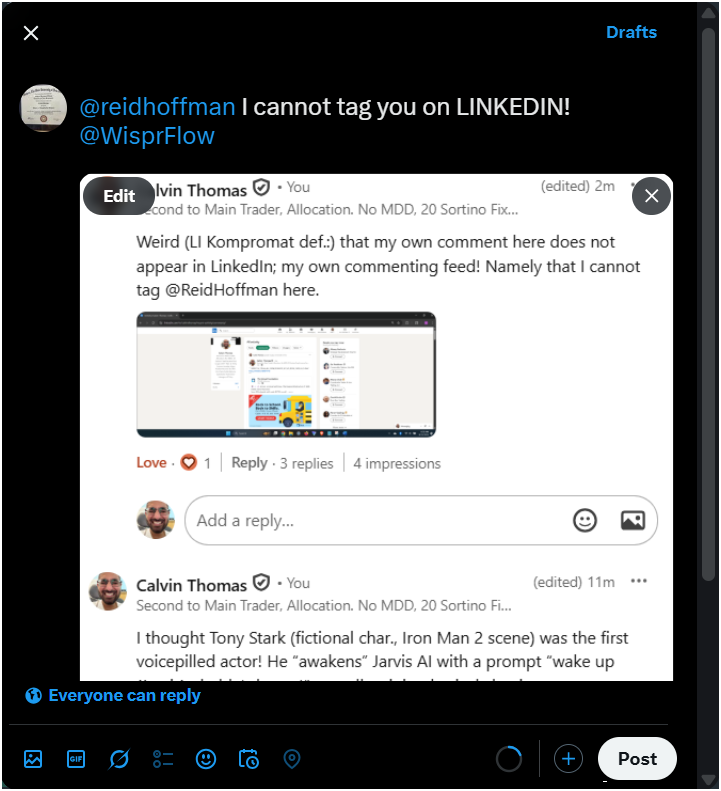 Drafts
@reidhoffman I cannot tag you on LINKEDIN!
@WisprFlow
Edit
lvin Thomas • You
(edited) 2m
econd to Main Trader, Allocation. No MDD, 20 Sortino Fix...
Weird (LI Kompromat def.:) that my own comment here does not
appear in LinkedIn; my own commenting feed! Namely that I cannot
tag @ReidHoffman here.
Love · 1 | Reply · 3 replies | 4 impressions
Add a reply...
Calvin Thomas • You
(edited) 11m
Second to Main Trader, Allocation. No MDD, 20 Sortino Fi...
I thought Tony Stark (fictional char., Iron Man 2 scene) was the first
voicepilled actor! He “awakens” Jarvis AI with a prompt “wake up
Everyone can reply
GIF
Post